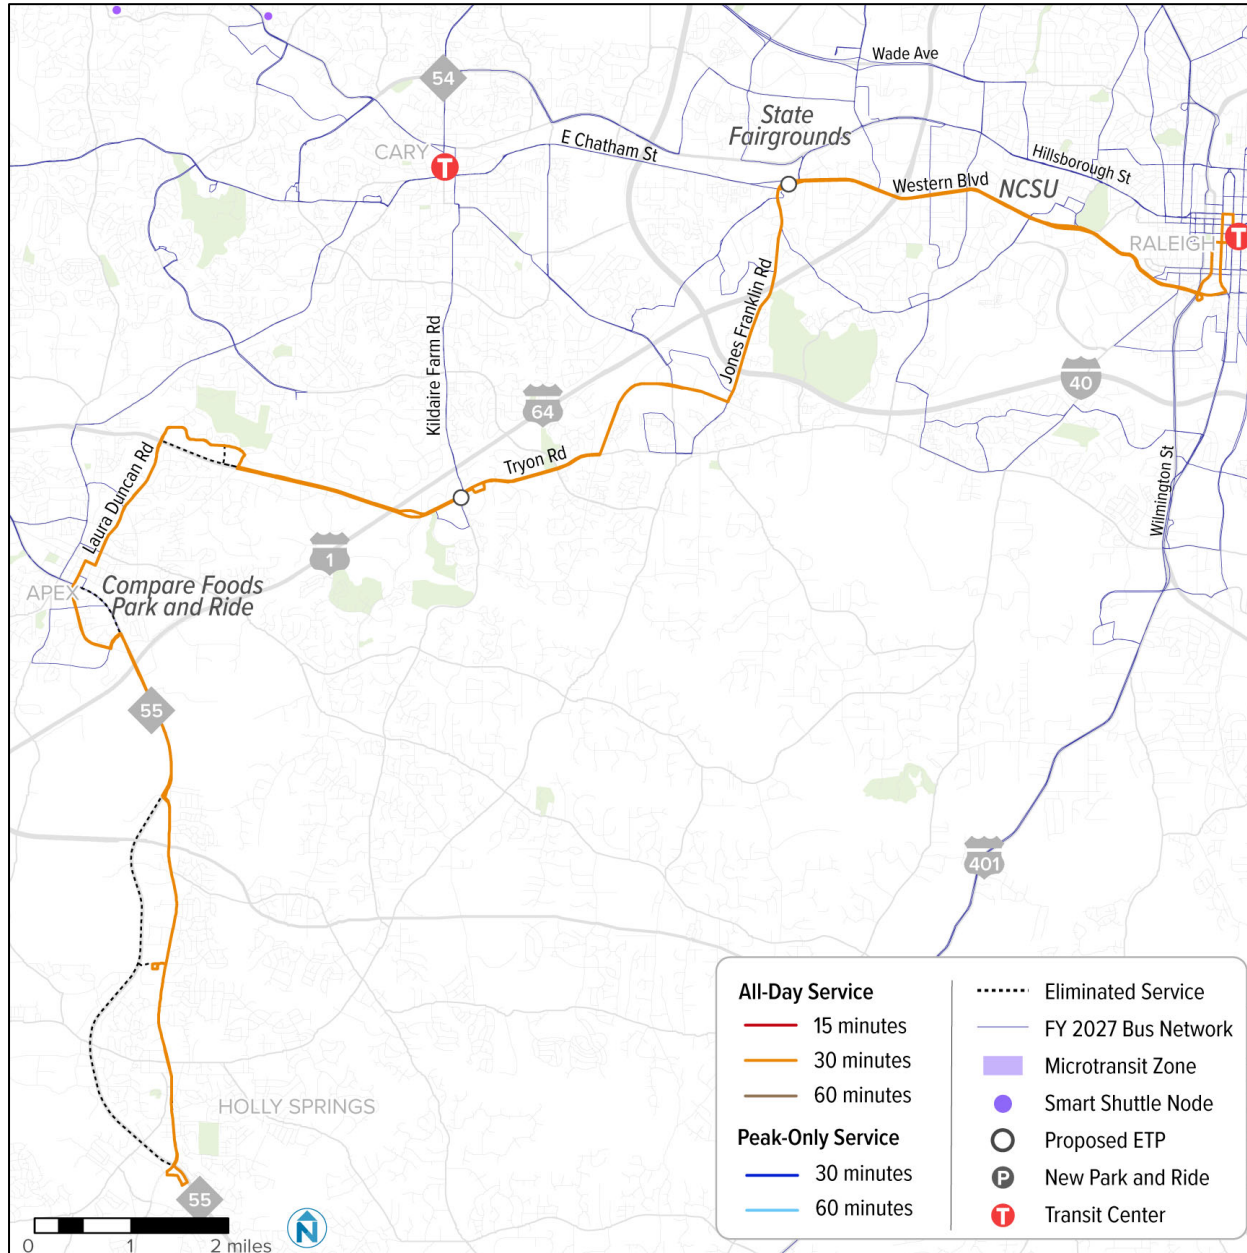 Wade Ave
54
State
Fairgrounds
E Chatham St
CARY
T
Hillsborough St
Western Blvd
NCSU
RALEIGH
T
Jones Franklin Rd
Kildaire Farm Rd
40
64
Tryon Rd
Laura Duncan Rd
Wilmington St
1
APEX
Compare Foods
Park and Ride
55
401
HOLLY SPRINGS
55
N
0 1 2 miles
All-Day Service
15 minutes
30 minutes
60 minutes
Peak-Only Service
30 minutes
60 minutes
Eliminated Service
FY 2027 Bus Network
Microtransit Zone
Smart Shuttle Node
Proposed ETP
P New Park and Ride
T Transit Center